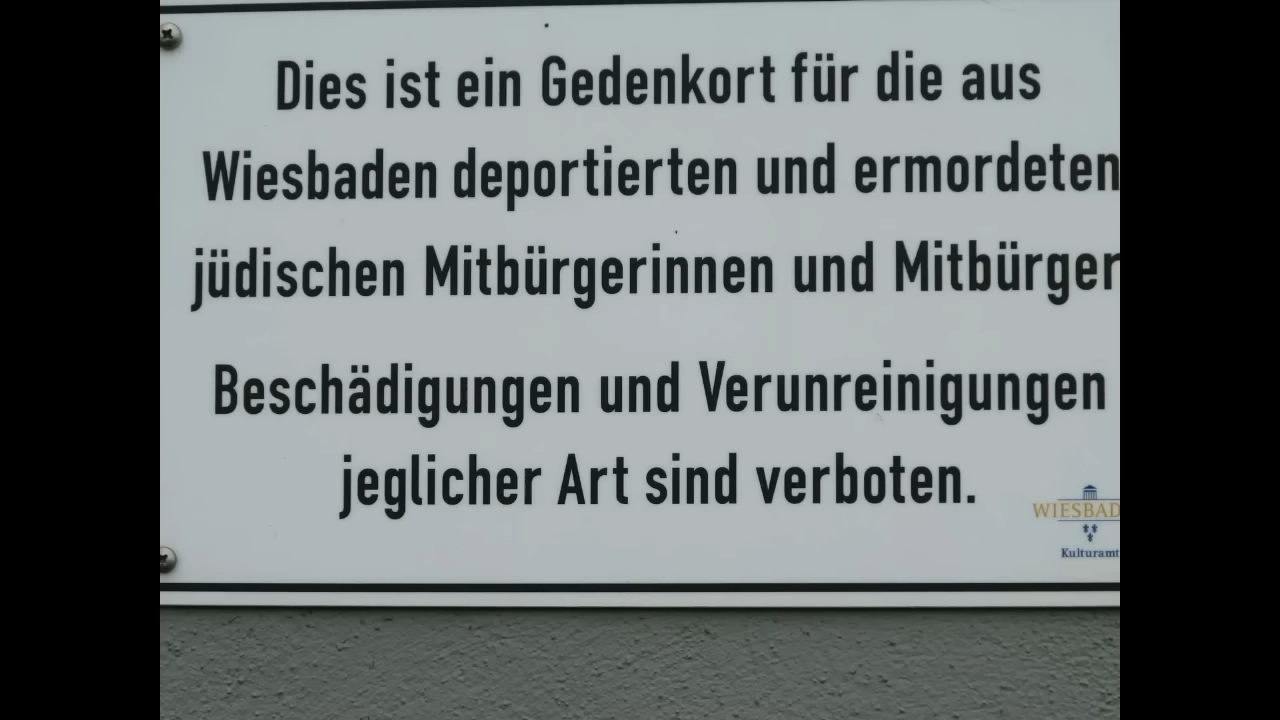 Dies ist ein Gedenkort für die aus
Wiesbaden deportierten und ermordeten
jüdischen Mitbürgerinnen und Mitbürger
Beschädigungen und Verunreinigungen
jeglicher Art sind verboten.
WIESBAD
Kulturamt